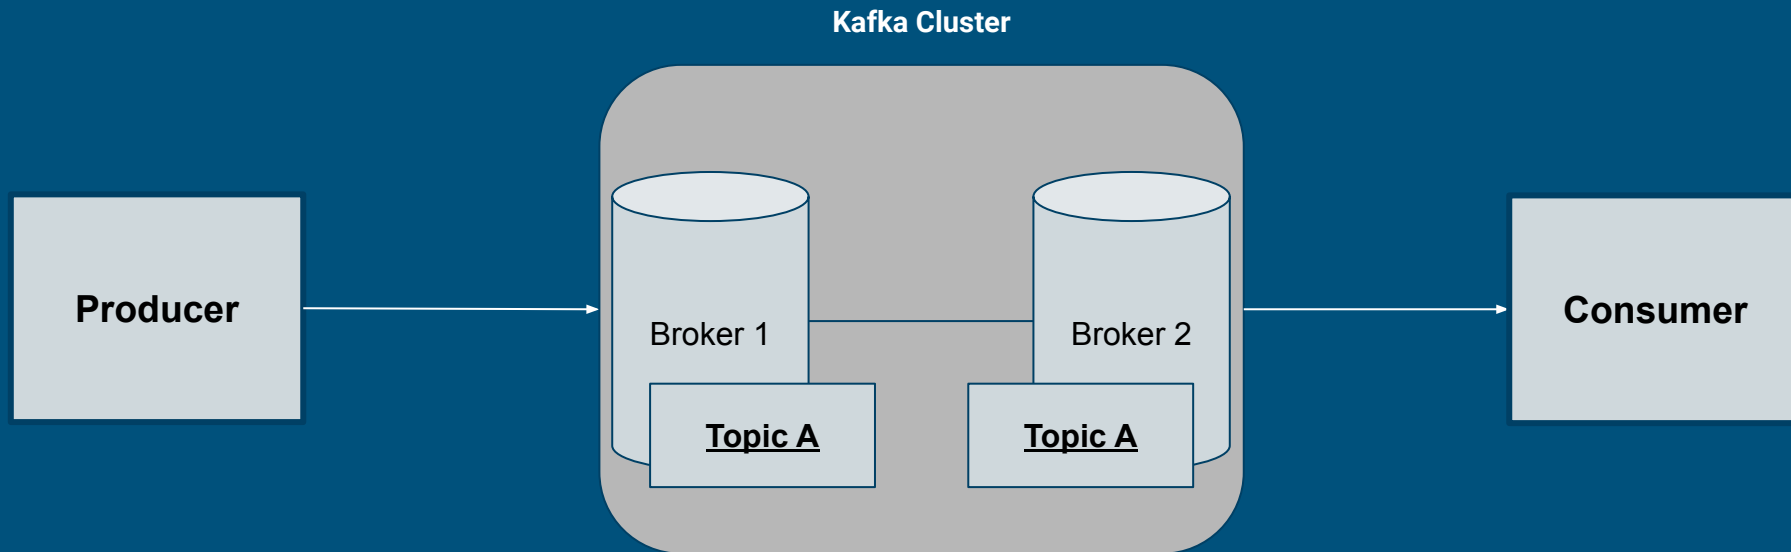 Kafka Cluster
Producer
Broker 1
Topic A
Broker 2
Topic A
Consumer